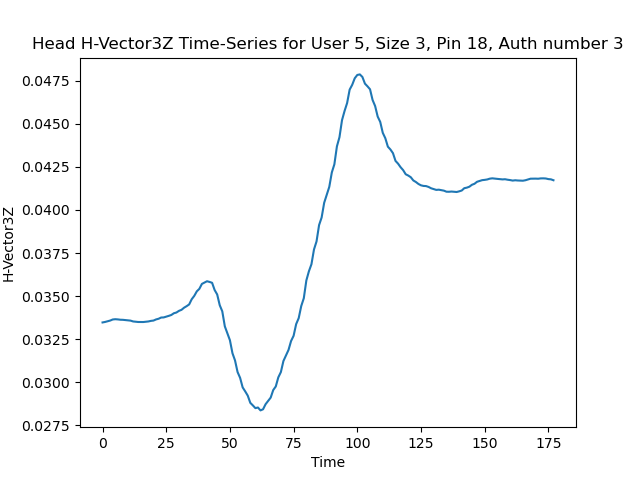 Head H-Vector3Z Time-Series for User 5, Size 3, Pin 18, Auth number 3
H-Vector3Z
0.0475
0.0450
0.0425
0.0400
0.0375
0.0350
0.0325
0.0300
0.0275
0 25 50 75 100 125 150 175
Time